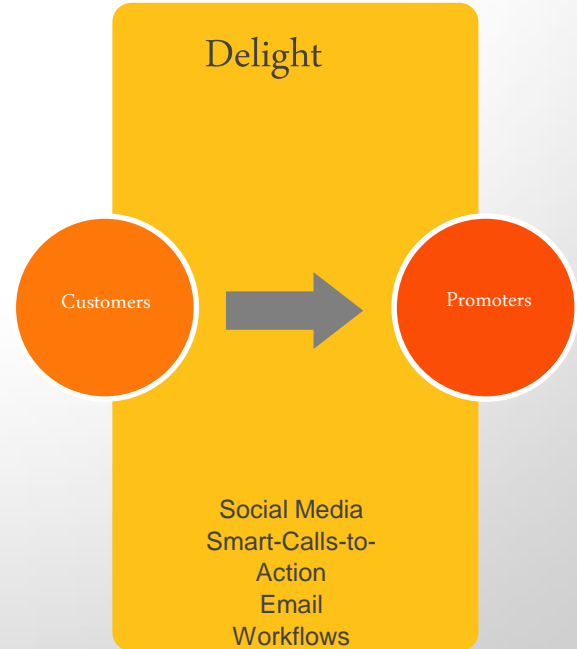 Delight
Customers
Promoters
Social Media
Smart-Calls-to-
Action
Email
Workflows